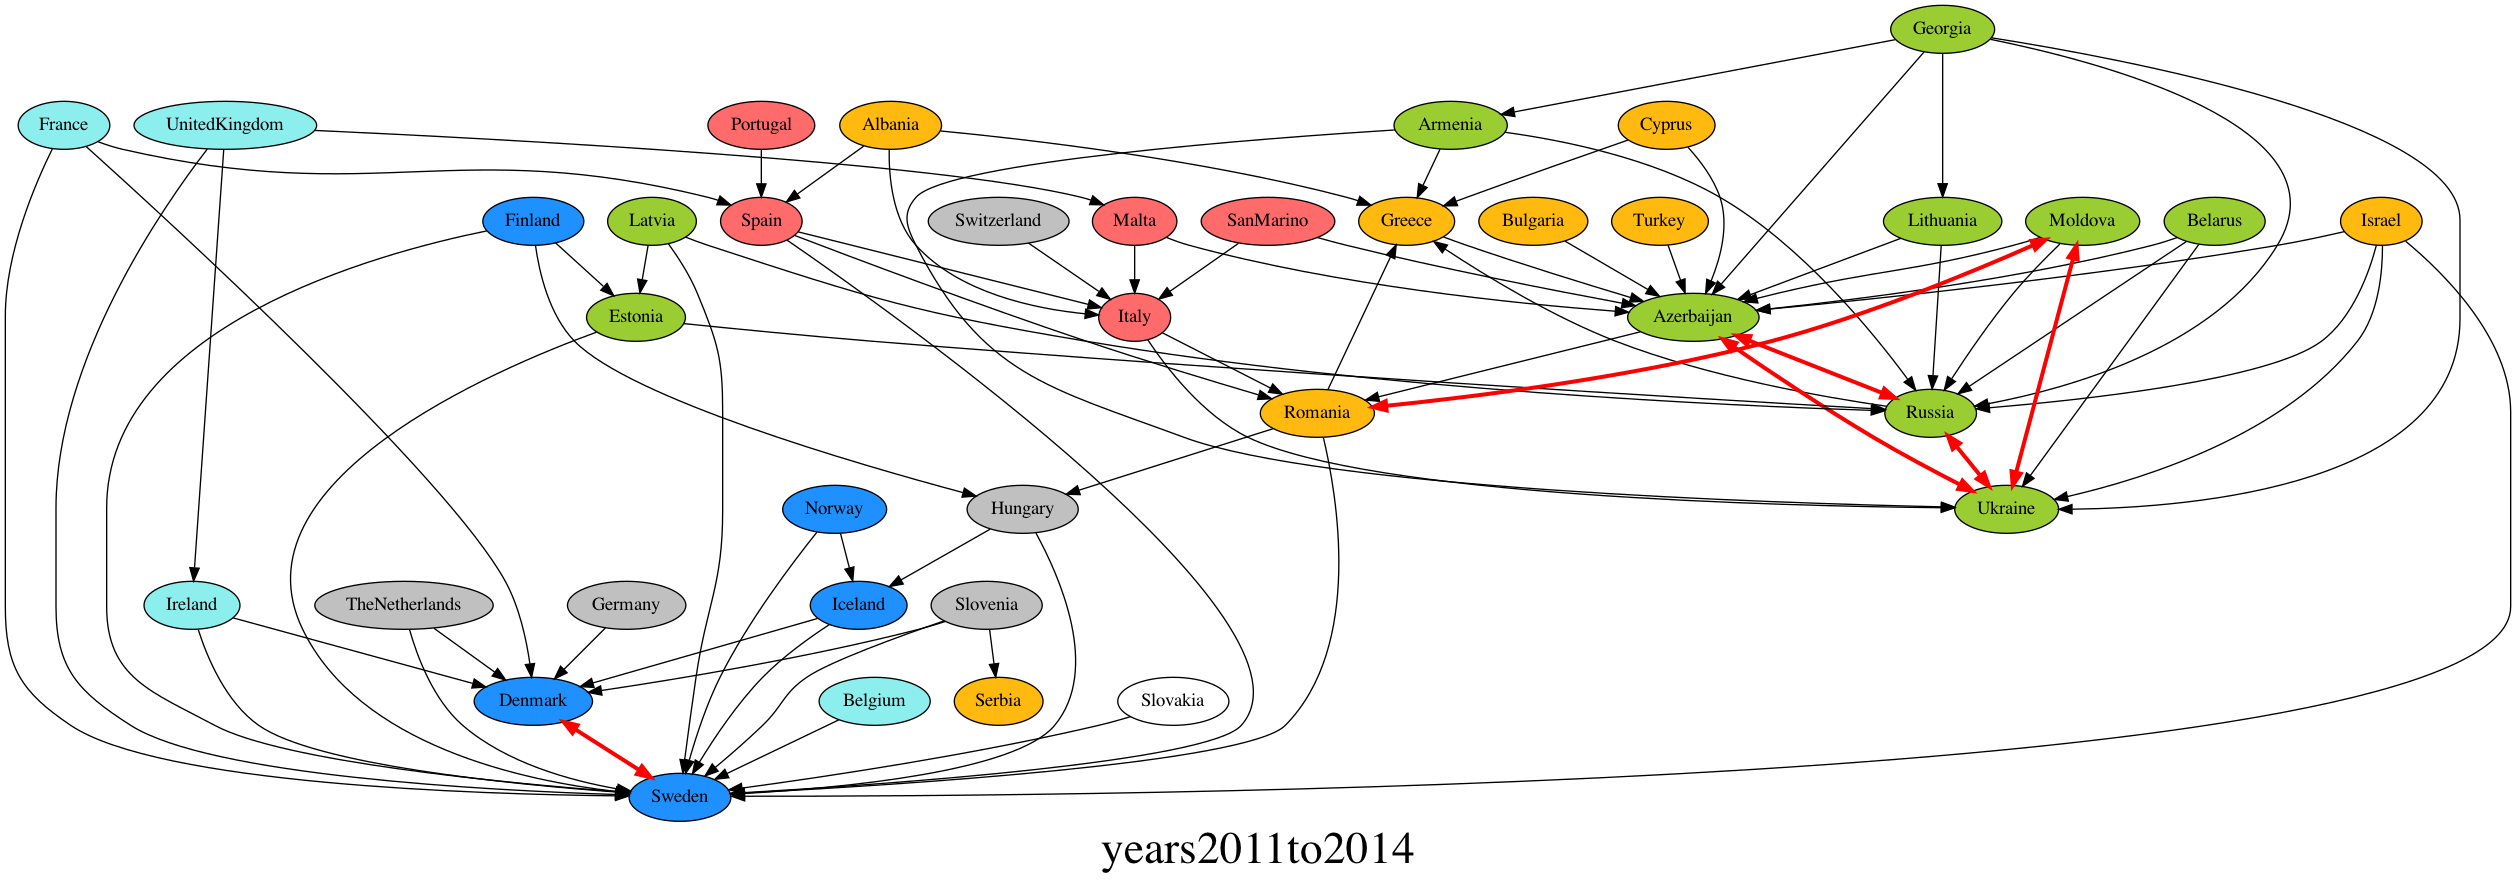 Georgia
France
UnitedKingdom
Portugal
Albania
Armenia
Cyprus
Finland
Latvia
Spain
Switzerland
Malta
SanMarino
Greece
Bulgaria
Turkey
Lithuania
Moldova
Belarus
Israel
Estonia
Italy
Azerbaijan
Romania
Russia
Norway
Hungary
Ukraine
Ireland
TheNetherlands
Germany
Iceland
Slovenia
Denmark
Belgium
Serbia
Slovakia
Sweden
years2011to2014